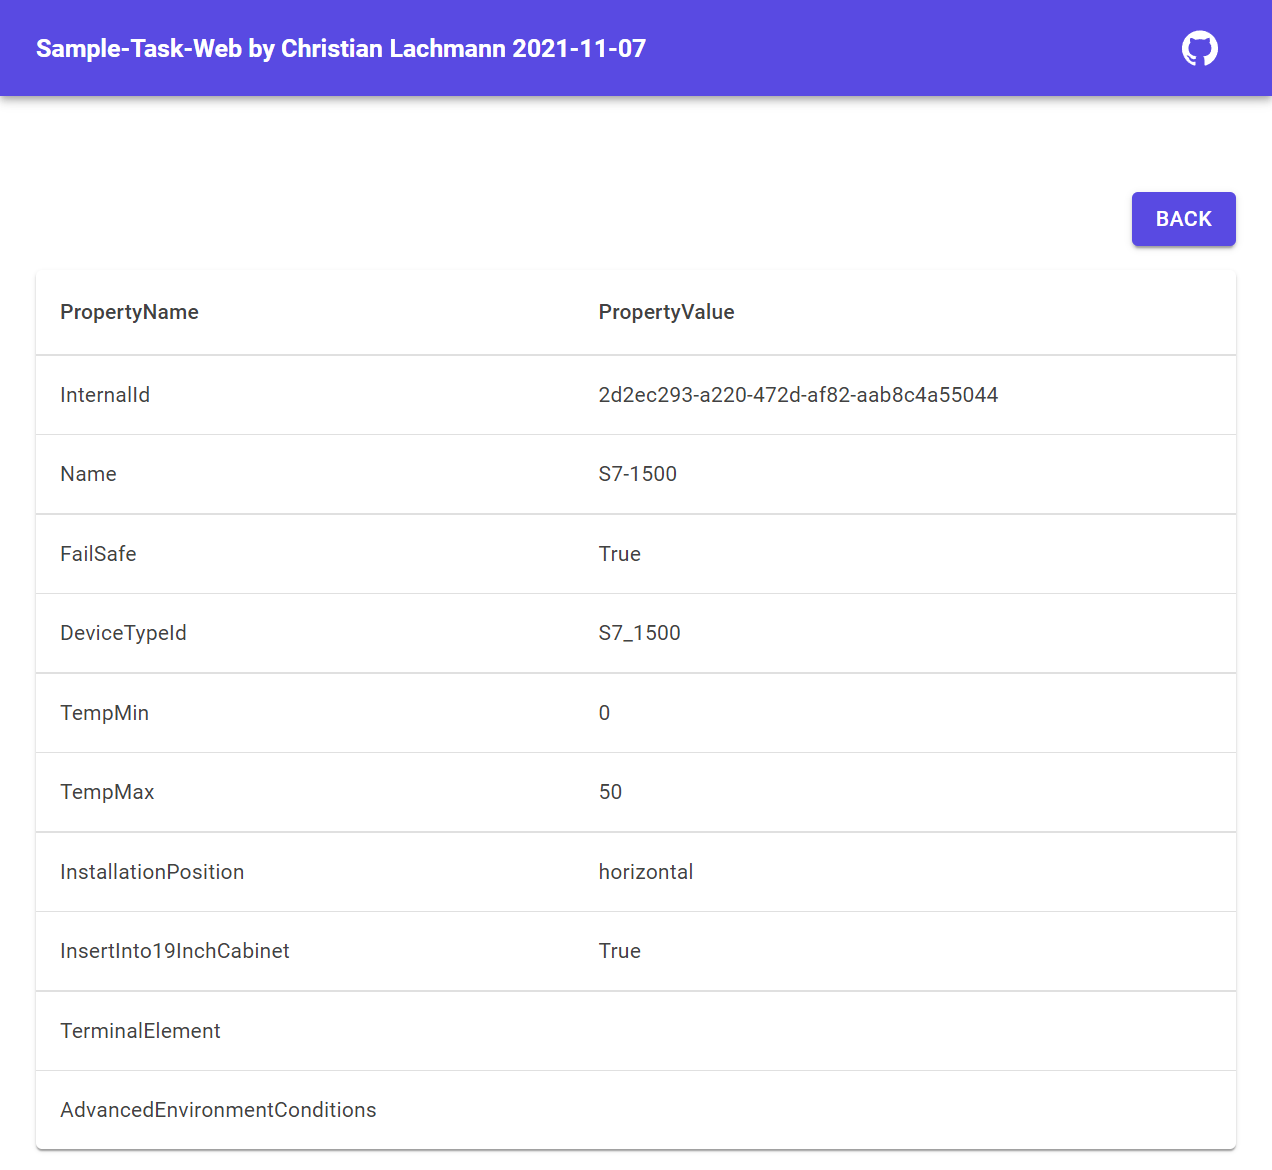 Sample-Task-Web by Christian Lachmann 2021-11-07
BACK
PropertyName PropertyValue
InternalId 2d2ec293-a220-472d-af82-aab8c4a55044
Name S7-1500
FailSafe True
DeviceTypeId S7_1500
TempMin 0
TempMax 50
InstallationPosition horizontal
InsertInto19InchCabinet True
TerminalElement
AdvancedEnvironmentConditions